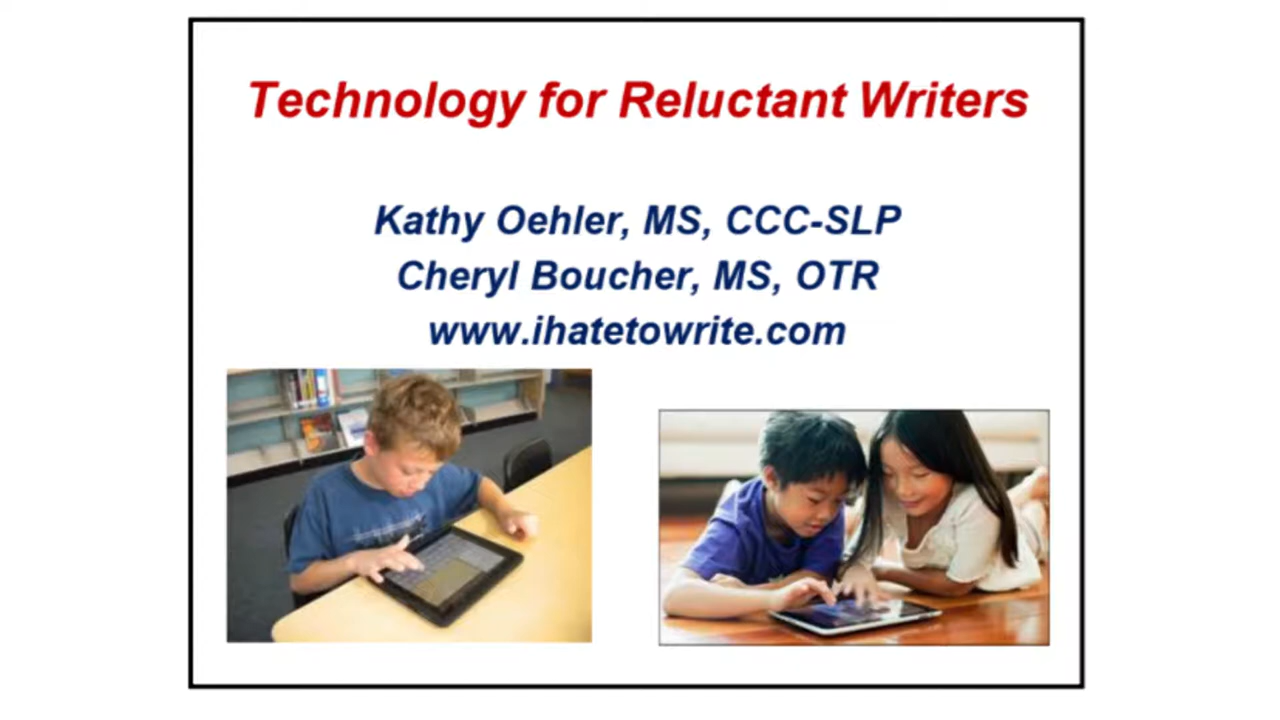 Technology for Reluctant Writers
Kathy Oehler, MS, CCC-SLP
Cheryl Boucher, MS, OTR
www.ihatetowrite.com